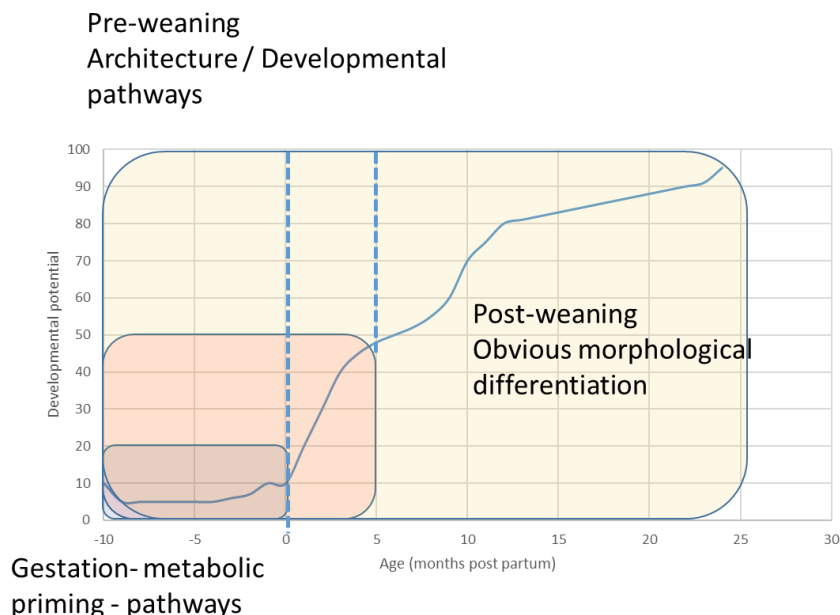 Pre-weaning
Architecture / Developmental
pathways
100
90
80
70
60
50
40
30
20
10
0
Developmental potential
Post-weaning
Obvious morphological
differentiation
-10
-5
0
5
10
15
20
25
30
Age (months post partum)
Gestation- metabolic
priming - pathways